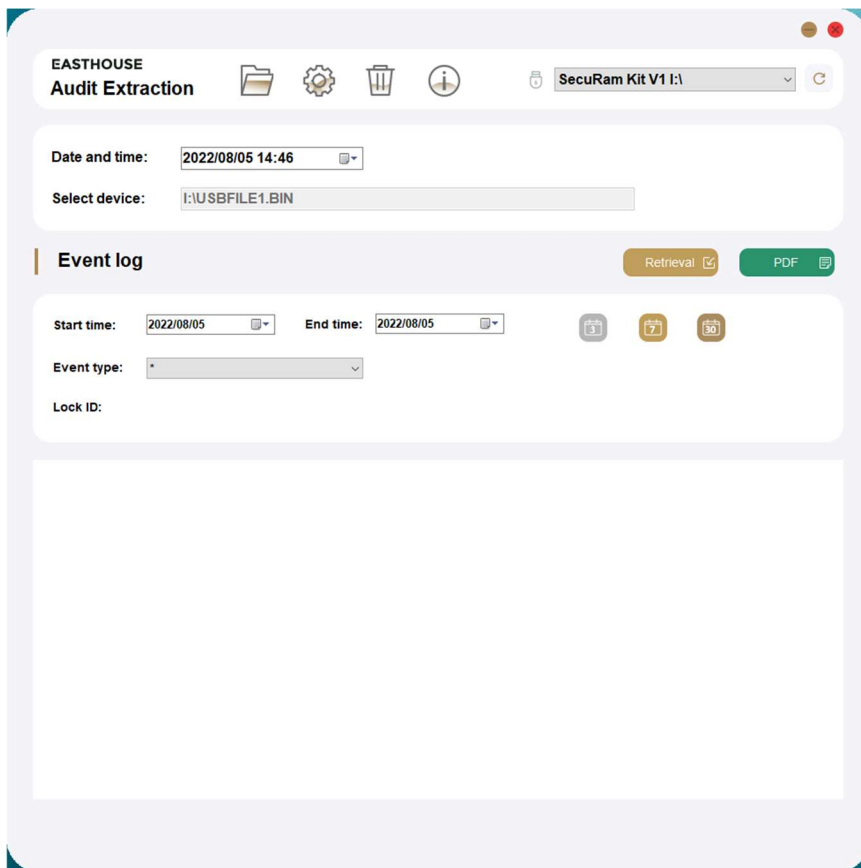 EASTHOUSE
Audit Extraction
SecuRam Kit V1 I:\
Date and time:
2022/08/05 14:46
Select device:
I:\USBFILE1.BIN
Event log
Retrieval
PDF
Start time:
2022/08/05
End time:
2022/08/05
3
7
30
Event type:
*
Lock ID: